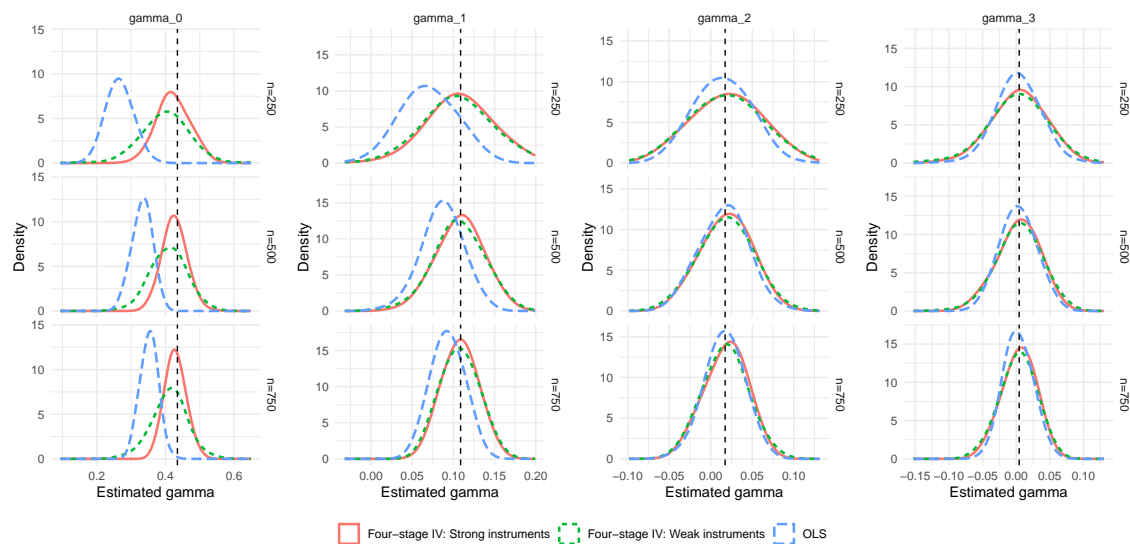 gamma_0
gamma_1
gamma_2
gamma_3
15
10
5
0
n=250
15
10
5
0
n=500
15
10
5
0
n=750
Density
0.2 0.4 0.6
Estimated gamma
15
10
5
0
n=250
15
10
5
0
n=500
15
10
5
0
n=750
Density
0.00 0.05 0.10 0.15 0.20
Estimated gamma
15
10
5
0
n=250
15
10
5
0
n=500
15
10
5
0
n=750
Density
−0.10 −0.05 0.00 0.05 0.10
Estimated gamma
15
10
5
0
n=250
15
10
5
0
n=500
15
10
5
0
n=750
Density
−0.15 −0.10 −0.05 0.00 0.05 0.10
Estimated gamma
Four−stage IV: Strong instruments Four−stage IV: Weak instruments OLS